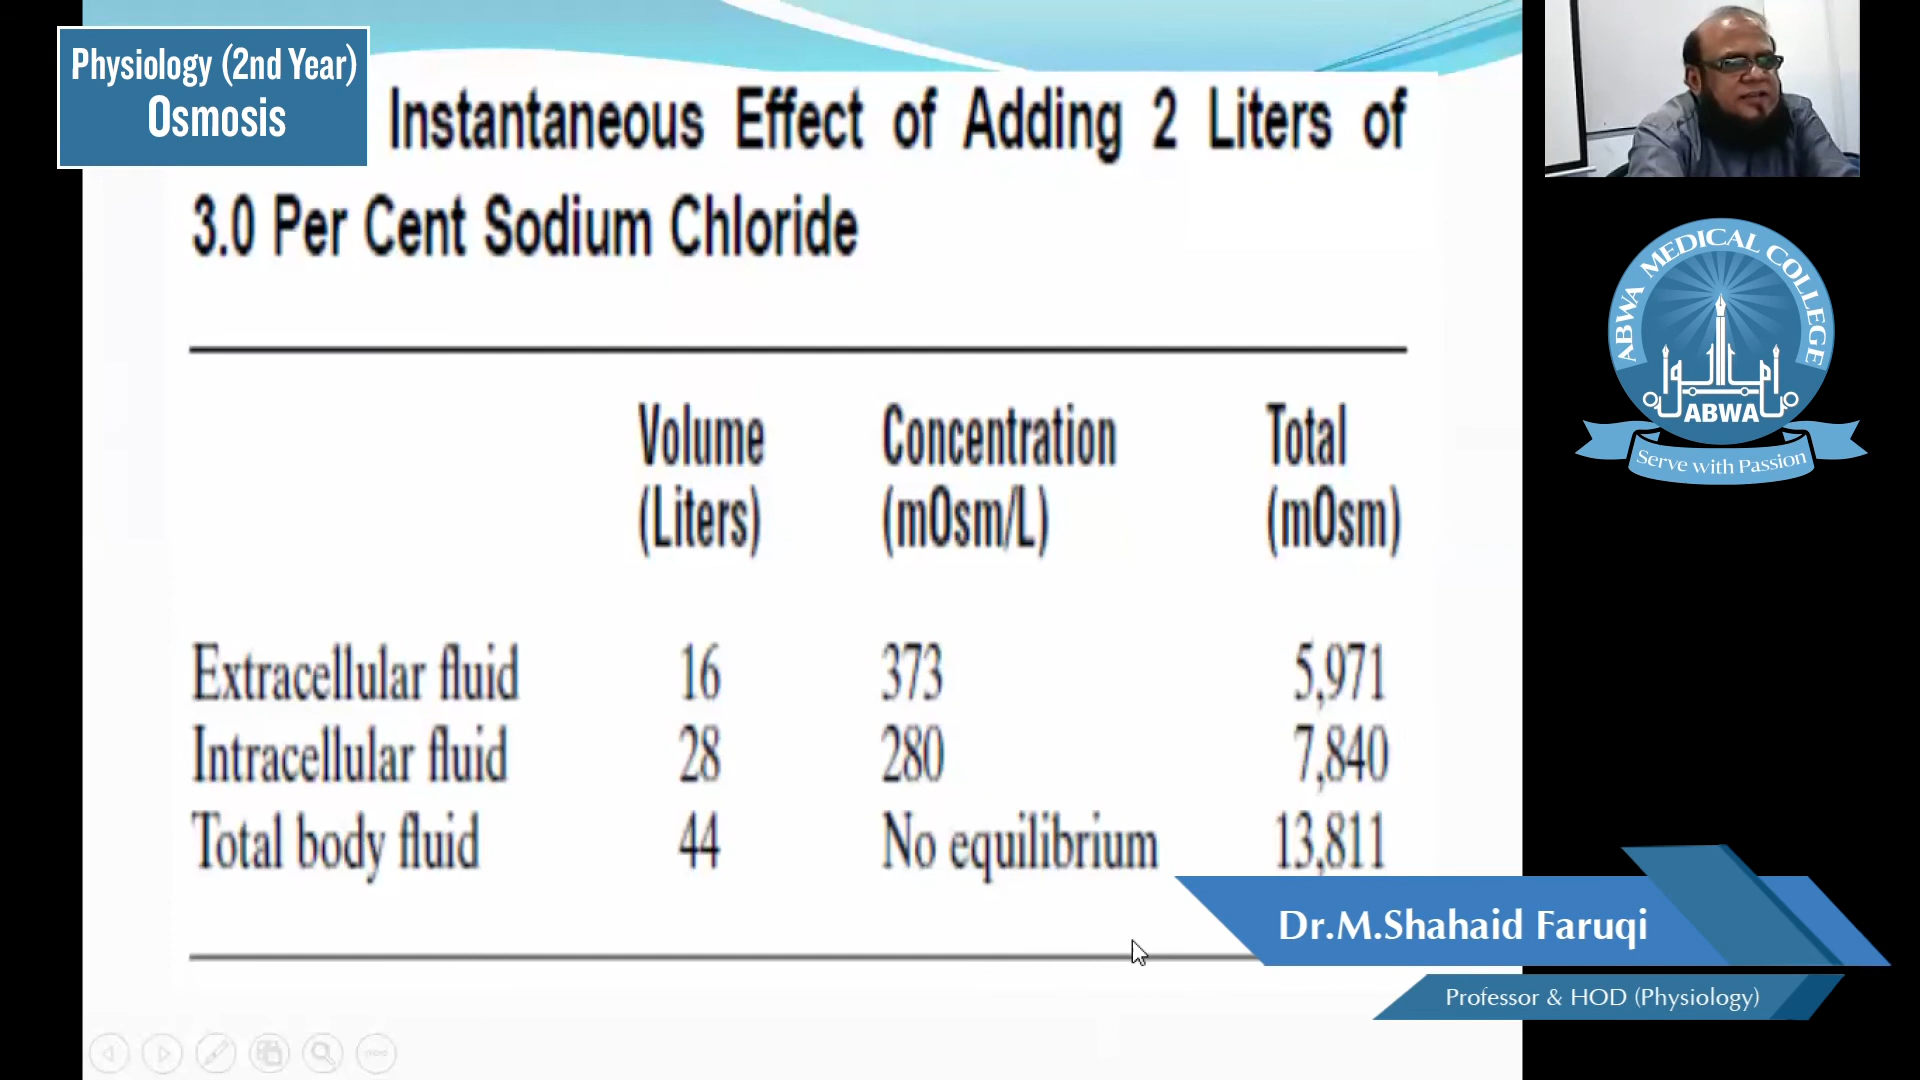 Physiology (2nd Year)
Osmosis
Instantaneous Effect of Adding 2 Liters of
3.0 Per Cent Sodium Chloride
Volume Concentration Total
(Liters) (mOsm/L) (mOsm)
Extracellular fluid 16 373 5,971
Intracellular fluid 28 280 7,840
Total body fluid 44 No equilibrium 13,811
ABWA MEDICAL COLLEGE
ABWA
Serve with Passion
Dr.M.Shahaid Faruqi
Professor & HOD (Physiology)